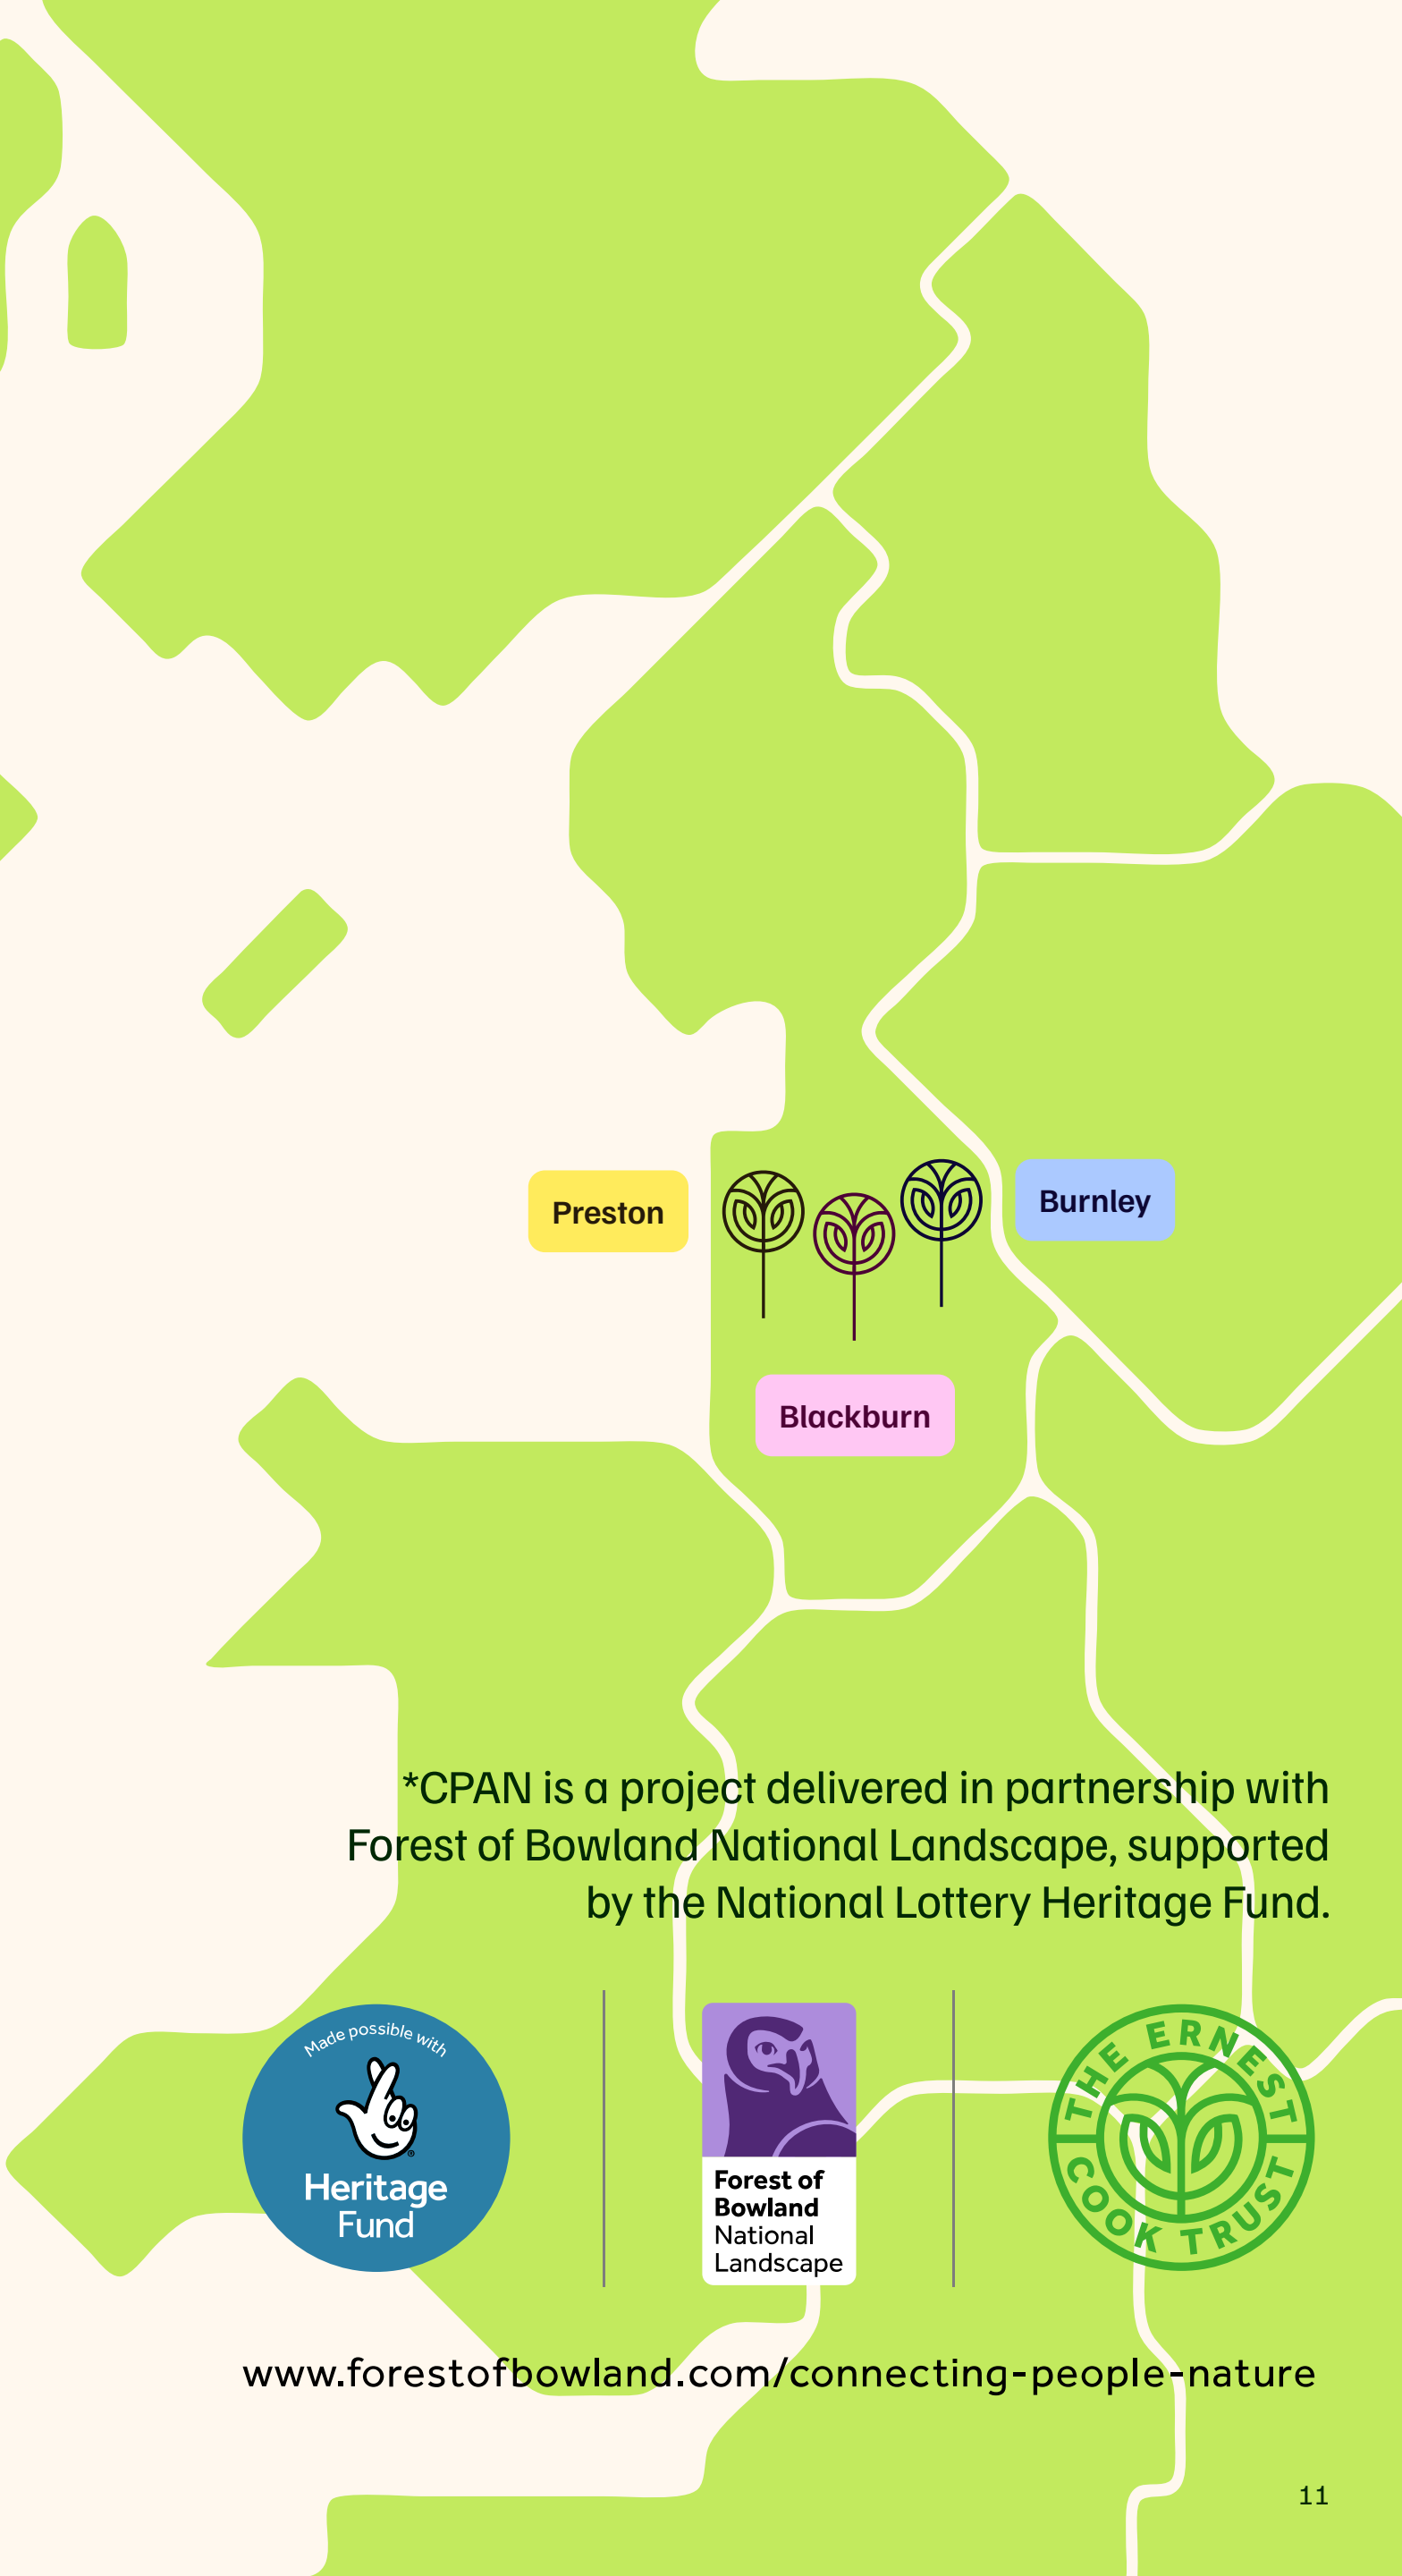 Preston
Burnley
Blackburn
*CPAN is a project delivered in partnership with
Forest of Bowland National Landscape, supported
by the National Lottery Heritage Fund.
Made possible with
Heritage
Fund
Forest of
Bowland
National
Landscape
THE ERNEST
COOK TRUST
www.forestofbowland.com/connecting-people-nature
11